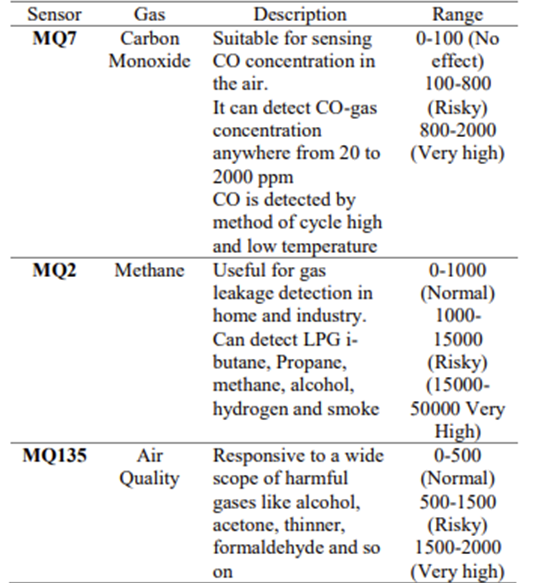 Sensor Gas Description Range
MQ7 Carbon Suitable for sensing 0-100 (No
Monoxide CO concentration in effect)
the air. 100-800
It can detect CO-gas (Risky)
concentration 800-2000
anywhere from 20 to (Very high)
2000 ppm
CO is detected by
method of cycle high
and low temperature
MQ2 Methane Useful for gas 0-1000
leakage detection in (Normal)
home and industry. 1000-
Can detect LPG i- 15000
butane, Propane, (Risky)
methane, alcohol, (15000-
hydrogen and smoke 50000 Very
High)
MQ135 Air Responsive to a wide 0-500
Quality scope of harmful (Normal)
gases like alcohol, 500-1500
acetone, thinner, (Risky)
formaldehyde and so 1500-2000
on (Very high)